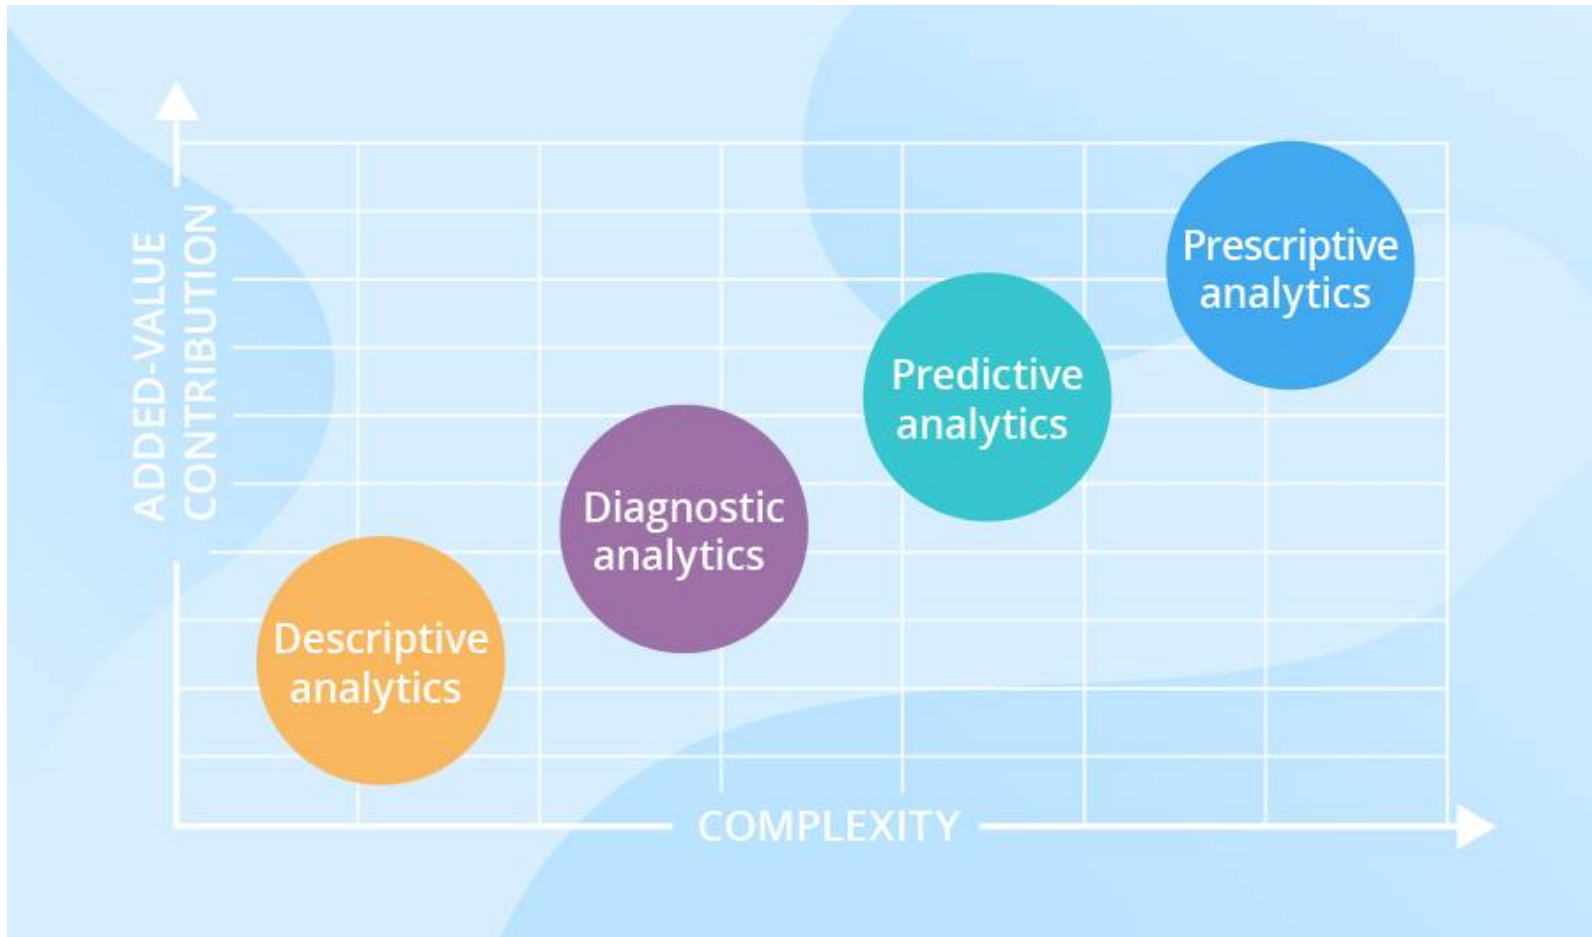 ADDED-VALUE
CONTRIBUTION
Prescriptive
analytics
Predictive
analytics
Diagnostic
analytics
Descriptive
analytics
COMPLEXITY